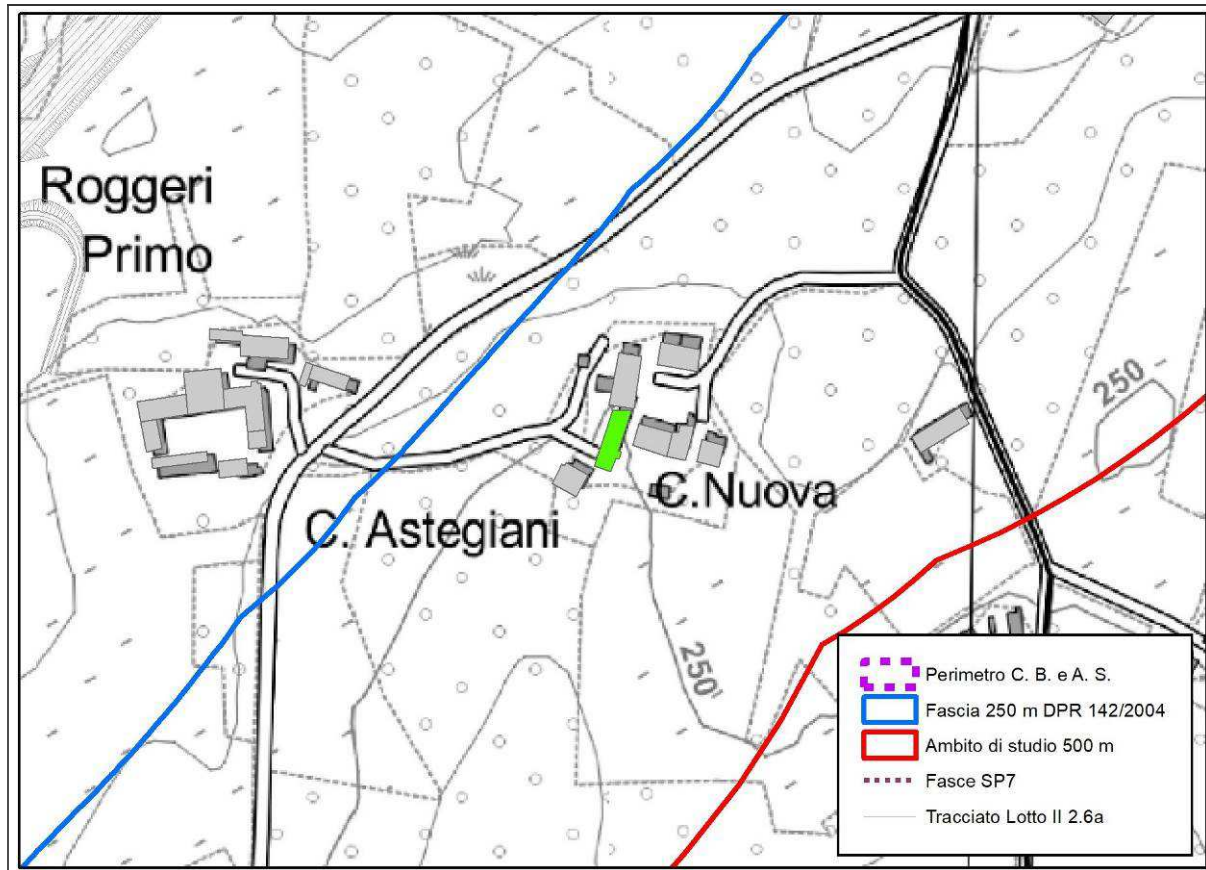 Roggeri
Primo
250
C. Nuova
C. Astegiani
250
Perimetro C. B. e A. S.
Fascia 250 m DPR 142/2004
Ambito di studio 500 m
Fasce SP7
Tracciato Lotto II 2.6a